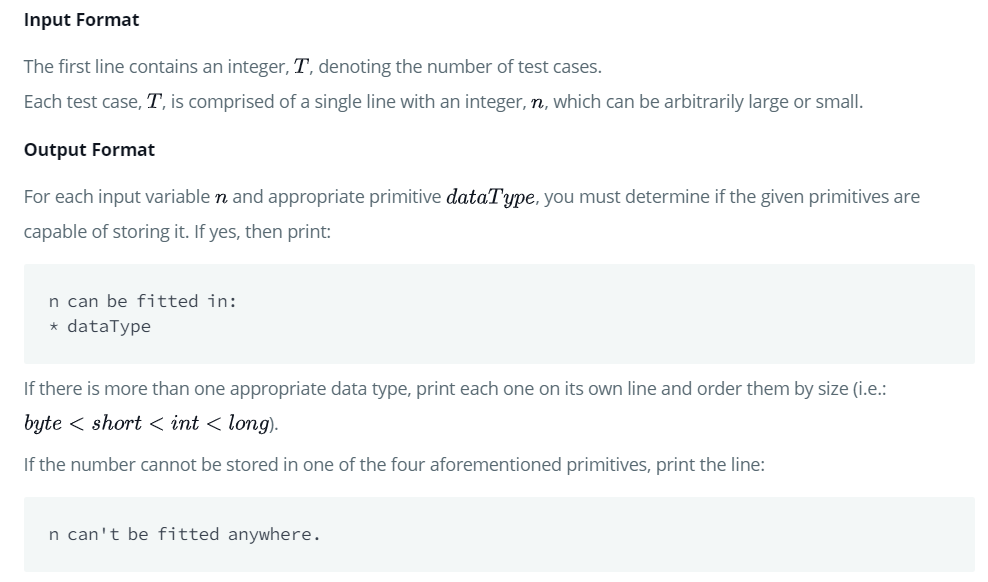 Input Format
The first line contains an integer, T, denoting the number of test cases.
Each test case, T, is comprised of a single line with an integer, n, which can be arbitrarily large or small.
Output Format
For each input variable n and appropriate primitive dataType, you must determine if the given primitives are
capable of storing it. If yes, then print:
n can be fitted in:
* dataType
If there is more than one appropriate data type, print each one on its own line and order them by size (i.e.:
byte < short < int < long).
If the number cannot be stored in one of the four aforementioned primitives, print the line:
n can't be fitted anywhere.